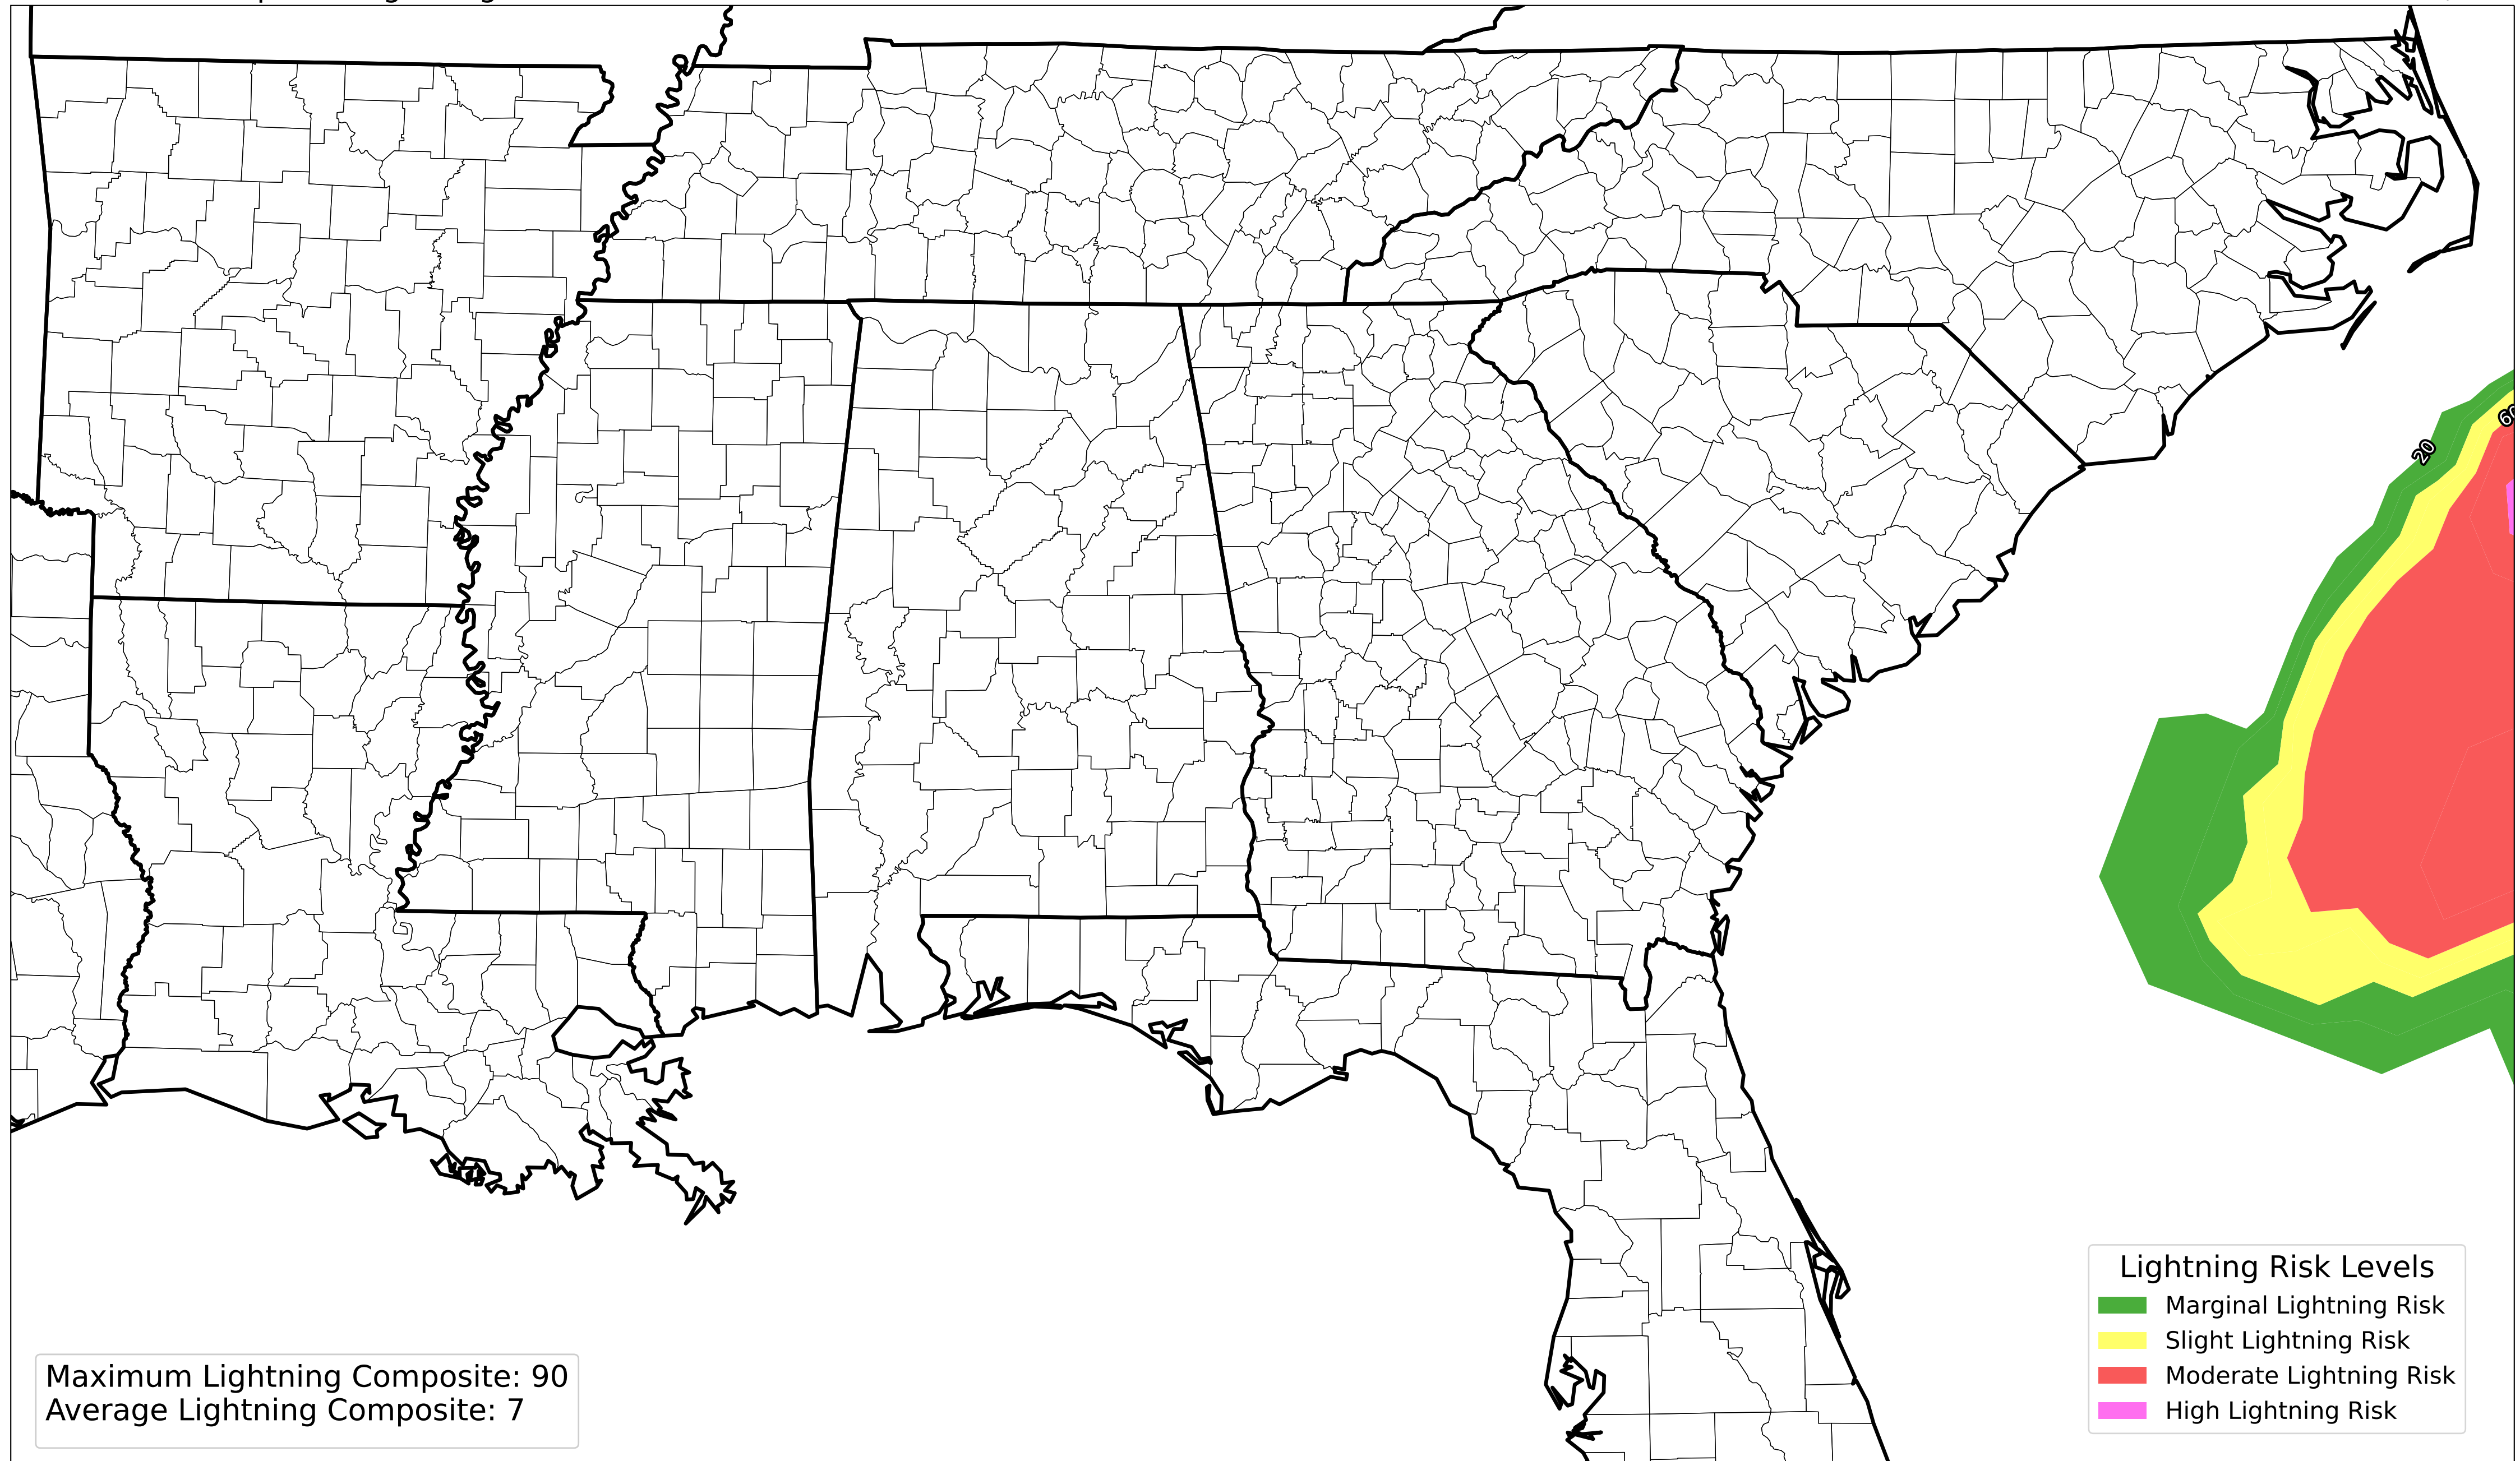 20
Lightning Risk Levels
Marginal Lightning Risk
Slight Lightning Risk
Moderate Lightning Risk
High Lightning Risk
Maximum Lightning Composite: 90
Average Lightning Composite: 7